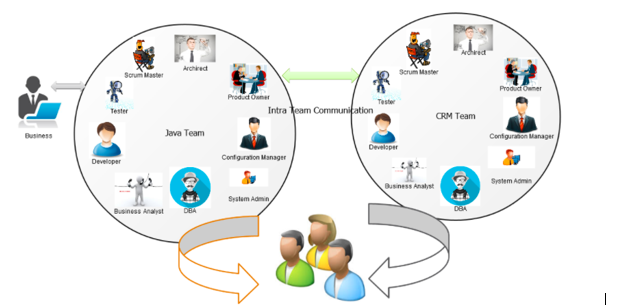 Scrum Master
Archirect
Product Owner
Tester
Java Team
Developer
Configuration Manager
Business Analyst
DBA
System Admin
Business
Intra Team Communication
Scrum Master
Archirect
Product Owner
Tester
CRM Team
Configuration Manager
Developer
Business Analyst
System Admin
DBA